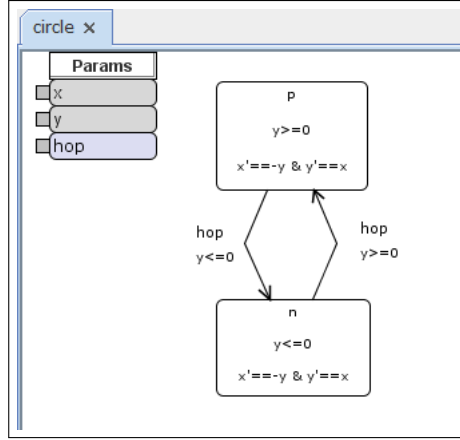 circle ×
Params
x
y
hop
p
y>=0
x'==-y & y'==x
hop
y<=0
hop
y>=0
n
y<=0
x'==-y & y'==x